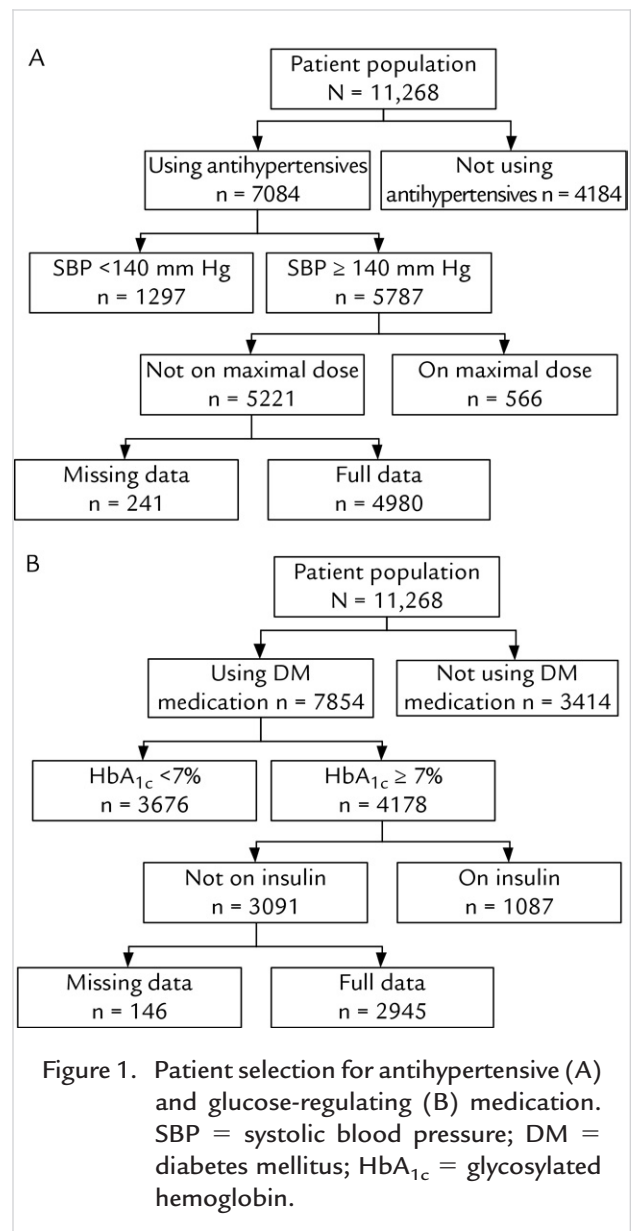 A
Patient population
N = 11,268
Using antihypertensives
n = 7084
Not using
antihypertensives n = 4184
SBP <140 mm Hg
n = 1297
SBP ≥ 140 mm Hg
n = 5787
Not on maximal dose
n = 5221
On maximal dose
n = 566
Missing data
n = 241
Full data
n = 4980
B
Patient population
N = 11,268
Using DM
medication n = 7854
Not using DM
medication n = 3414
HbA1c <7%
n = 3676
HbA1c ≥ 7%
n = 4178
Not on insulin
n = 3091
On insulin
n = 1087
Missing data
n = 146
Full data
n = 2945
Figure 1. Patient selection for antihypertensive (A)
and glucose-regulating (B) medication.
SBP = systolic blood pressure; DM =
diabetes mellitus; HbA1c = glycosylated
hemoglobin.